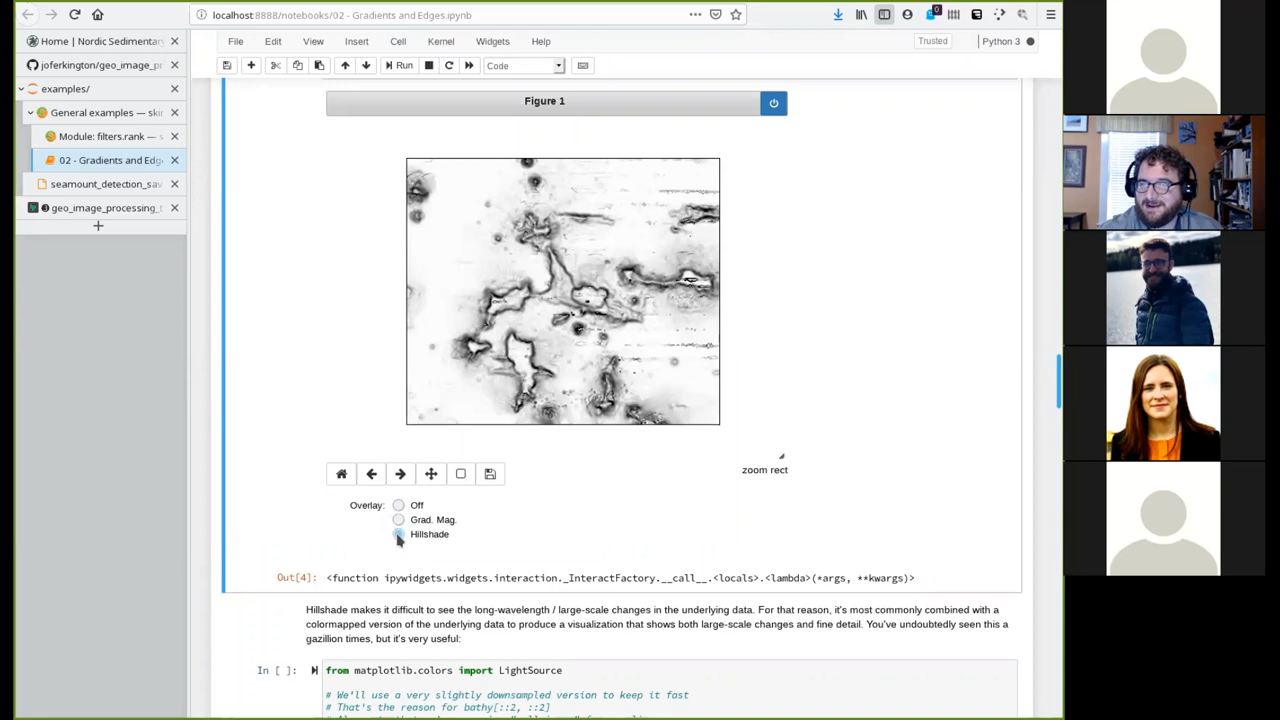 localhost:8888/notebooks/02 - Gradients and Edges.ipynb
0
Home | Nordic Sedimentar
joferkington/geo_image_pr
examples/
General examples — skin
Module: filters.rank — s
02 - Gradients and Edge
seamount_detection_sav
geo_image_processing_t
File Edit View Insert Cell Kernel Widgets Help
Trusted
Python 3
Run
Code
Figure 1
zoom rect
Overlay:
Off
Grad. Mag.
Hillshade
Out[4]: <function ipywidgets.widgets.interaction._InteractFactory.__call__.<locals>.<lambda>(*args, **kwargs)>
Hillshade makes it difficult to see the long-wavelength / large-scale changes in the underlying data. For that reason, it's most commonly combined with a
colormapped version of the underlying data to produce a visualization that shows both large-scale changes and fine detail. You've undoubtedly seen this a
gazillion times, but it's very useful:
In [ ]: from matplotlib.colors import LightSource
# We'll use a very slightly downsampled version to keep it fast
# That's the reason for bathy[::2, ::2]